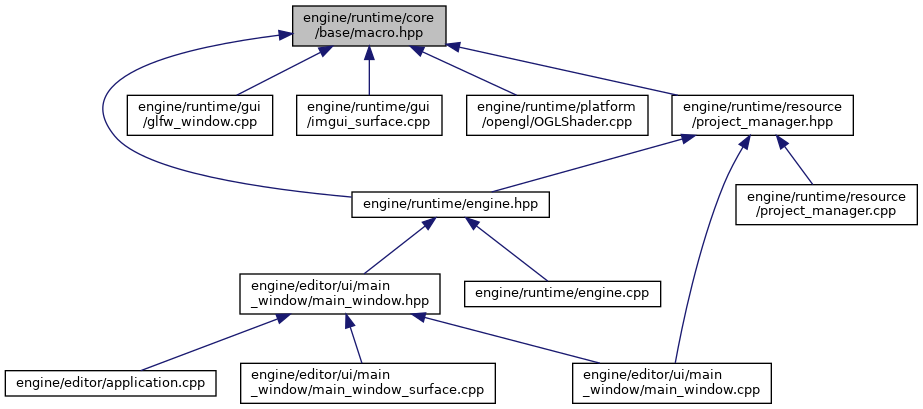 engine/runtime/core
/base/macro.hpp
engine/runtime/gui
/glfw_window.cpp
engine/runtime/gui
/imgui_surface.cpp
engine/runtime/platform
/opengl/OGLShader.cpp
engine/runtime/resource
/project_manager.hpp
engine/runtime/engine.hpp
engine/runtime/resource
/project_manager.cpp
engine/editor/ui/main
_window/main_window.hpp
engine/runtime/engine.cpp
engine/editor/application.cpp
engine/editor/ui/main
_window/main_window_surface.cpp
engine/editor/ui/main
_window/main_window.cpp